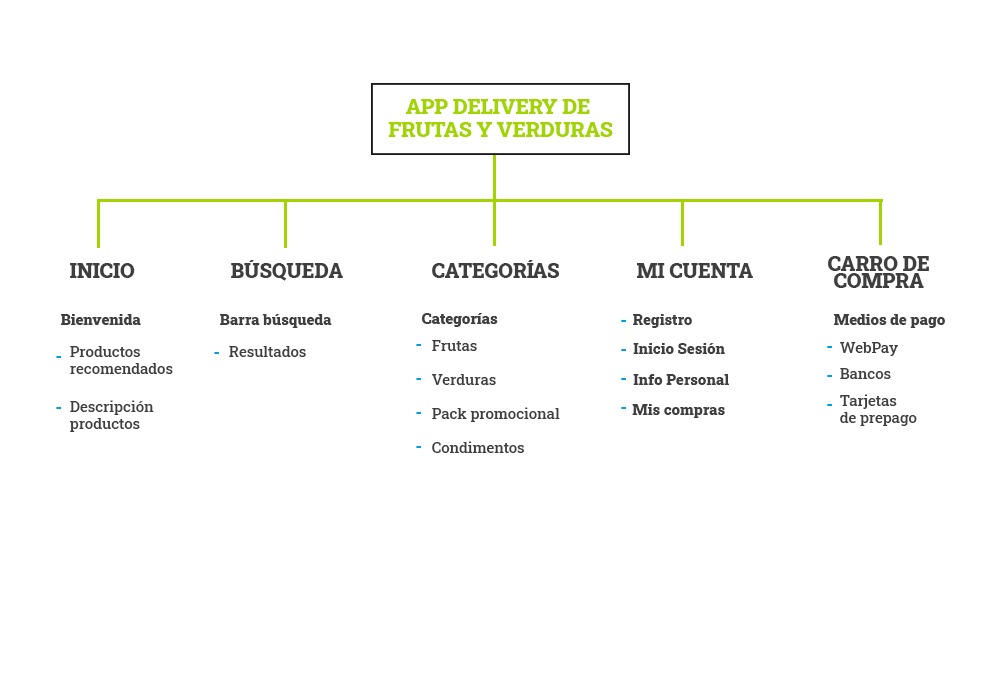 APP DELIVERY DE
FRUTAS Y VERDURAS
INICIO
Bienvenida
- Productos
recomendados
- Descripción
productos
BÚSQUEDA
Barra búsqueda
- Resultados
CATEGORÍAS
Categorías
- Frutas
- Verduras
- Pack promocional
- Condimentos
MI CUENTA
- Registro
- Inicio Sesión
- Info Personal
- Mis compras
CARRO DE
COMPRA
Medios de pago
- WebPay
- Bancos
- Tarjetas
de prepago